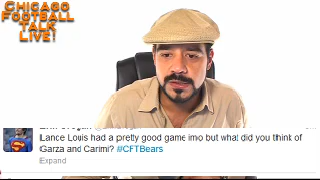 CHICAGO
FOOTBALL
TALK
LIVE!
Lance Louis had a pretty good game imo but what did you think of
Garza and Carimi? #CFTBears
Expand